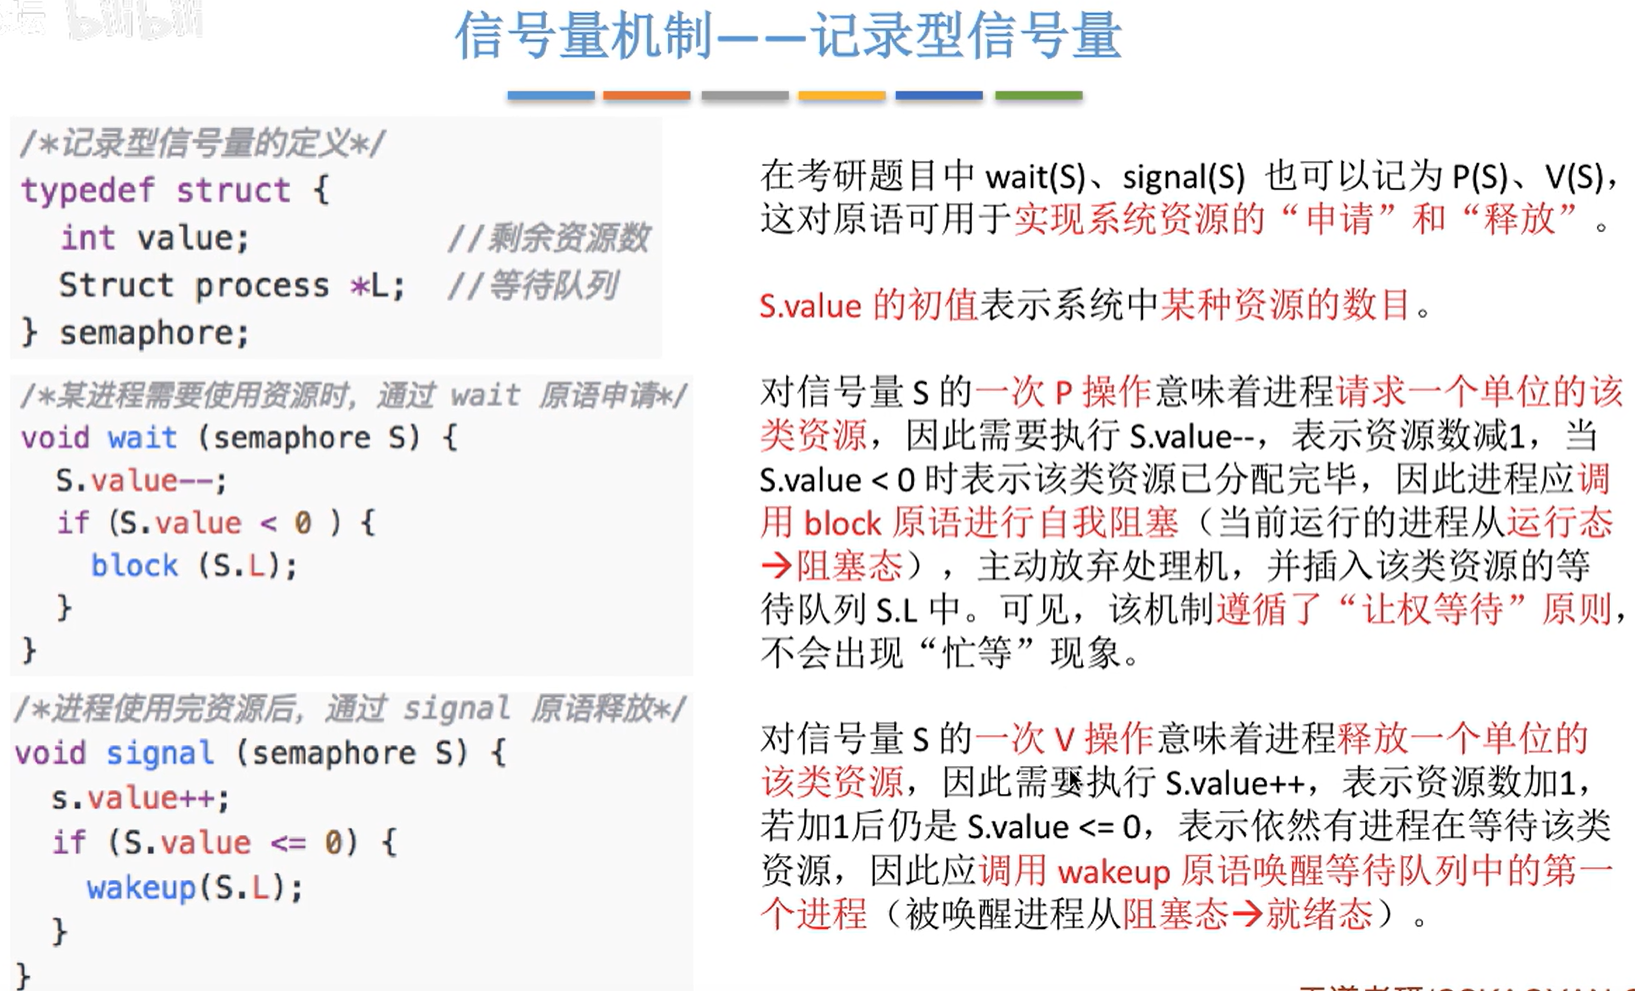 bilibili
信号量机制——记录型信号量
/*记录型信号量的定义*/
typedef struct {
int value; //剩余资源数
Struct process *L; //等待队列
} semaphore;
/*某进程需要使用资源时，通过 wait 原语申请*/
void wait (semaphore S) {
S.value--;
if (S.value < 0 ) {
block (S.L);
}
}
/*进程使用完资源后，通过 signal 原语释放*/
void signal (semaphore S) {
s.value++;
if (S.value <= 0) {
wakeup(S.L);
}
}
在考研题目中 wait(S)、signal(S) 也可以记为 P(S)、V(S)，
这对原语可用于实现系统资源的“申请”和“释放”。
S.value 的初值表示系统中某种资源的数目。
对信号量 S 的一次 P 操作意味着进程请求一个单位的该
类资源，因此需要执行 S.value--，表示资源数减1，当
S.value < 0 时表示该类资源已分配完毕，因此进程应调
用 block 原语进行自我阻塞（当前运行的进程从运行态
→阻塞态），主动放弃处理机，并插入该类资源的等
待队列 S.L 中。可见，该机制遵循了“让权等待”原则，
不会出现“忙等”现象。
对信号量 S 的一次 V 操作意味着进程释放一个单位的
该类资源，因此需要执行 S.value++，表示资源数加1，
若加1后仍是 S.value <= 0，表示依然有进程在等待该类
资源，因此应调用 wakeup 原语唤醒等待队列中的第一
个进程（被唤醒进程从阻塞态→就绪态）。